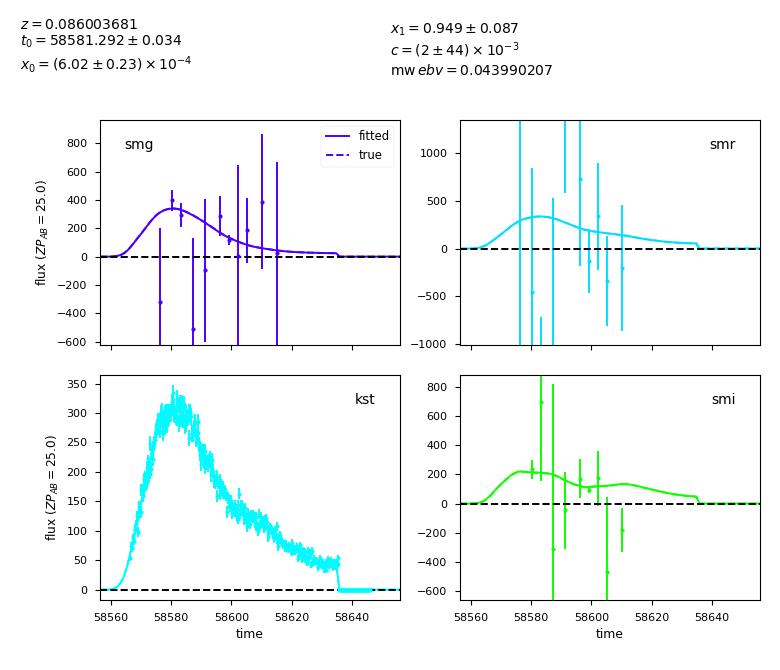 z = 0.086003681
t₀ = 58581.292 ± 0.034
x₀ = (6.02 ± 0.23) × 10⁻⁴
x₁ = 0.949 ± 0.087
c = (2 ± 44) × 10⁻³
mw ebv = 0.043990207
smg
fitted
true
800
600
400
200
0
−200
−400
−600
flux (ZP_AB = 25.0)
smr
1000
500
0
−500
−1000
kst
350
300
250
200
150
100
50
0
flux (ZP_AB = 25.0)
58560 58580 58600 58620 58640
time
smi
800
600
400
200
0
−200
−400
−600
58560 58580 58600 58620 58640
time